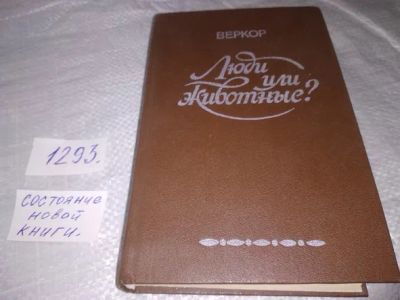 ВЕРКОР
Люди
или
животные?
1293.
СОСТОЯНИЕ
НОВОЙ
КНИГИ.